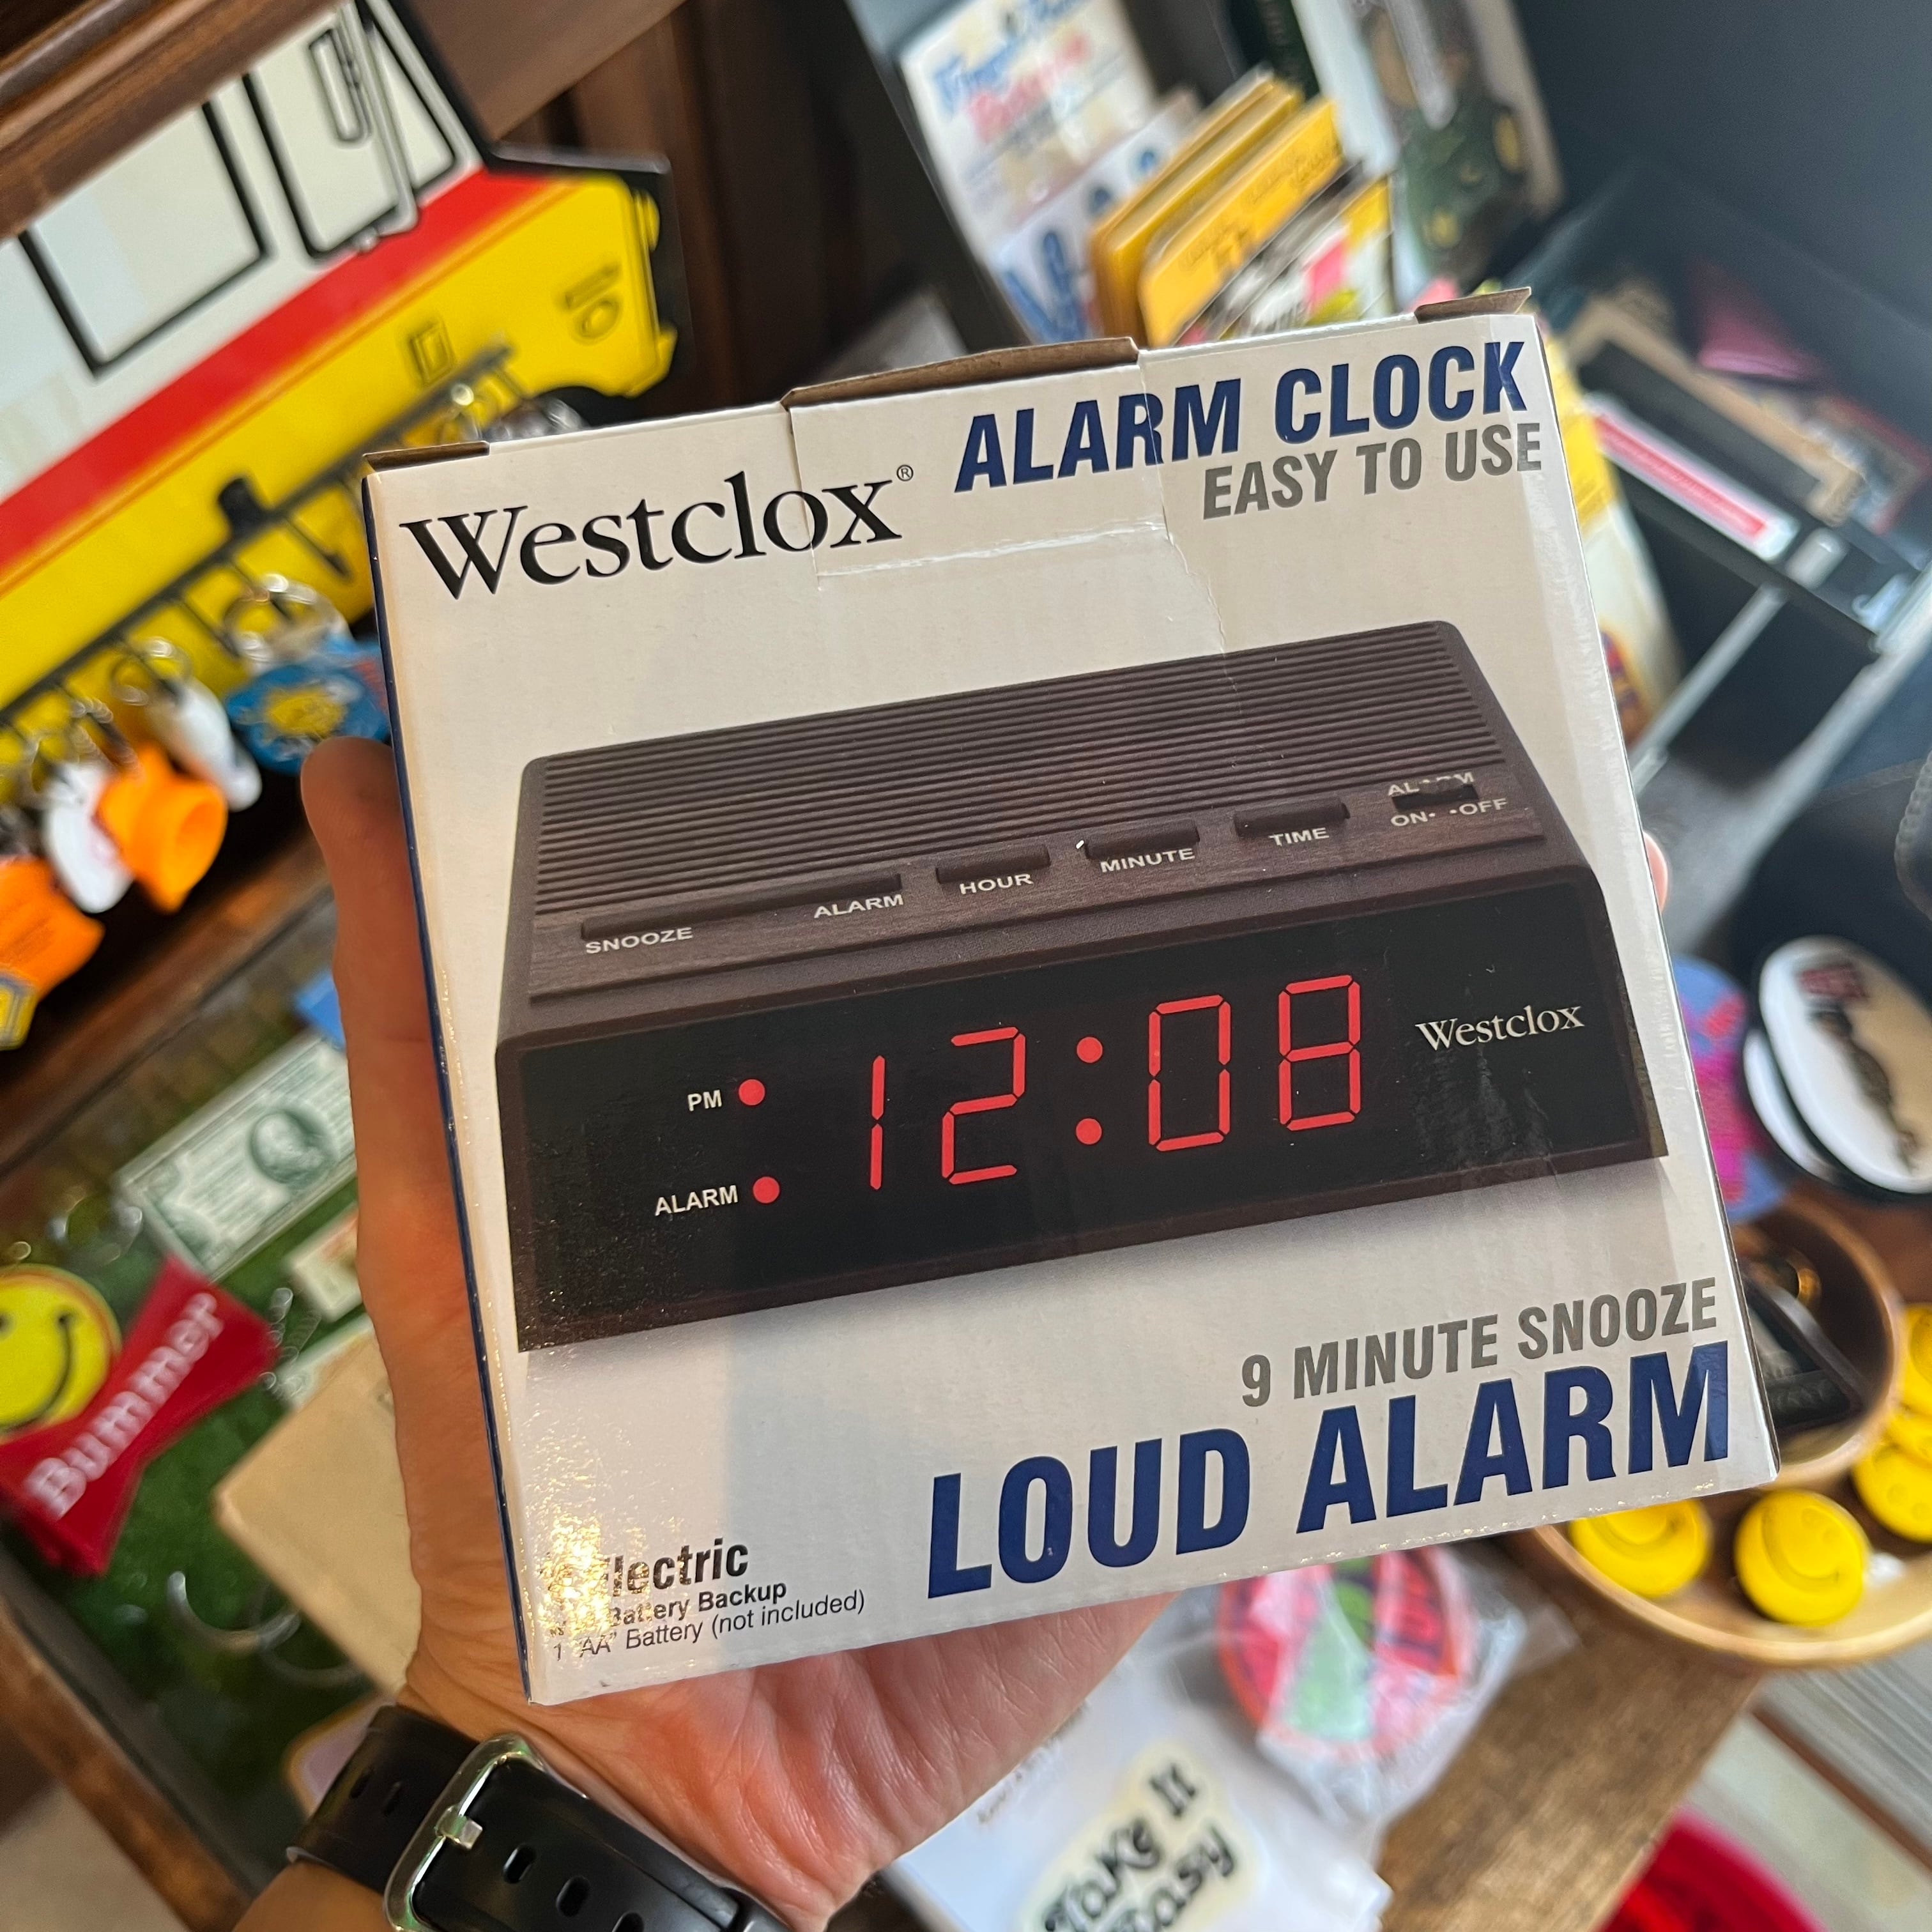 Westclox®
ALARM CLOCK
EASY TO USE
ALARM
ON• •OFF
TIME
MINUTE
HOUR
ALARM
SNOOZE
PM
12:08
Westclox
ALARM
9 MINUTE SNOOZE
LOUD ALARM
Electric
Battery Backup
1 "AA" Battery (not included)
Bummer
Take It
Easy